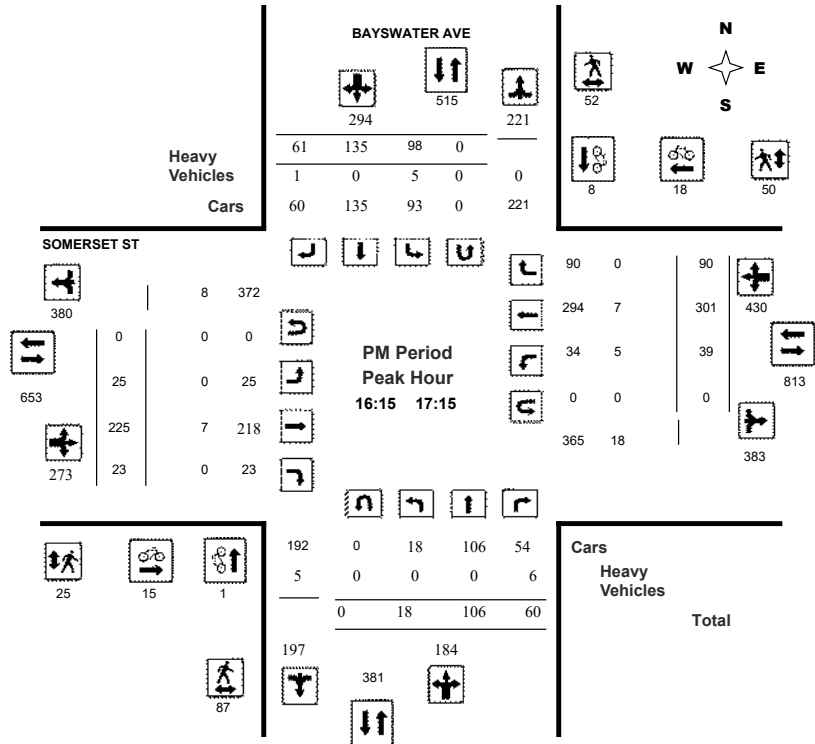 BAYSWATER AVE
N
W E
S
515
52
294 221
61 135 98 0
Heavy
Vehicles
1 0 5 0 0
8 18 50
Cars 60 135 93 0 221
SOMERSET ST
90 0 90
380 8 372
294 7 301 430
0 0 0
34 5 39
PM Period
Peak Hour
813
653
25 0 25
16:15 17:15
0 0 0
225 7 218
365 18
383
273 23 0 23
192 0 18 106 54 Cars
5 0 0 0 6 Heavy
Vehicles
25 15 1
0 18 106 60 Total
197 184
381
87